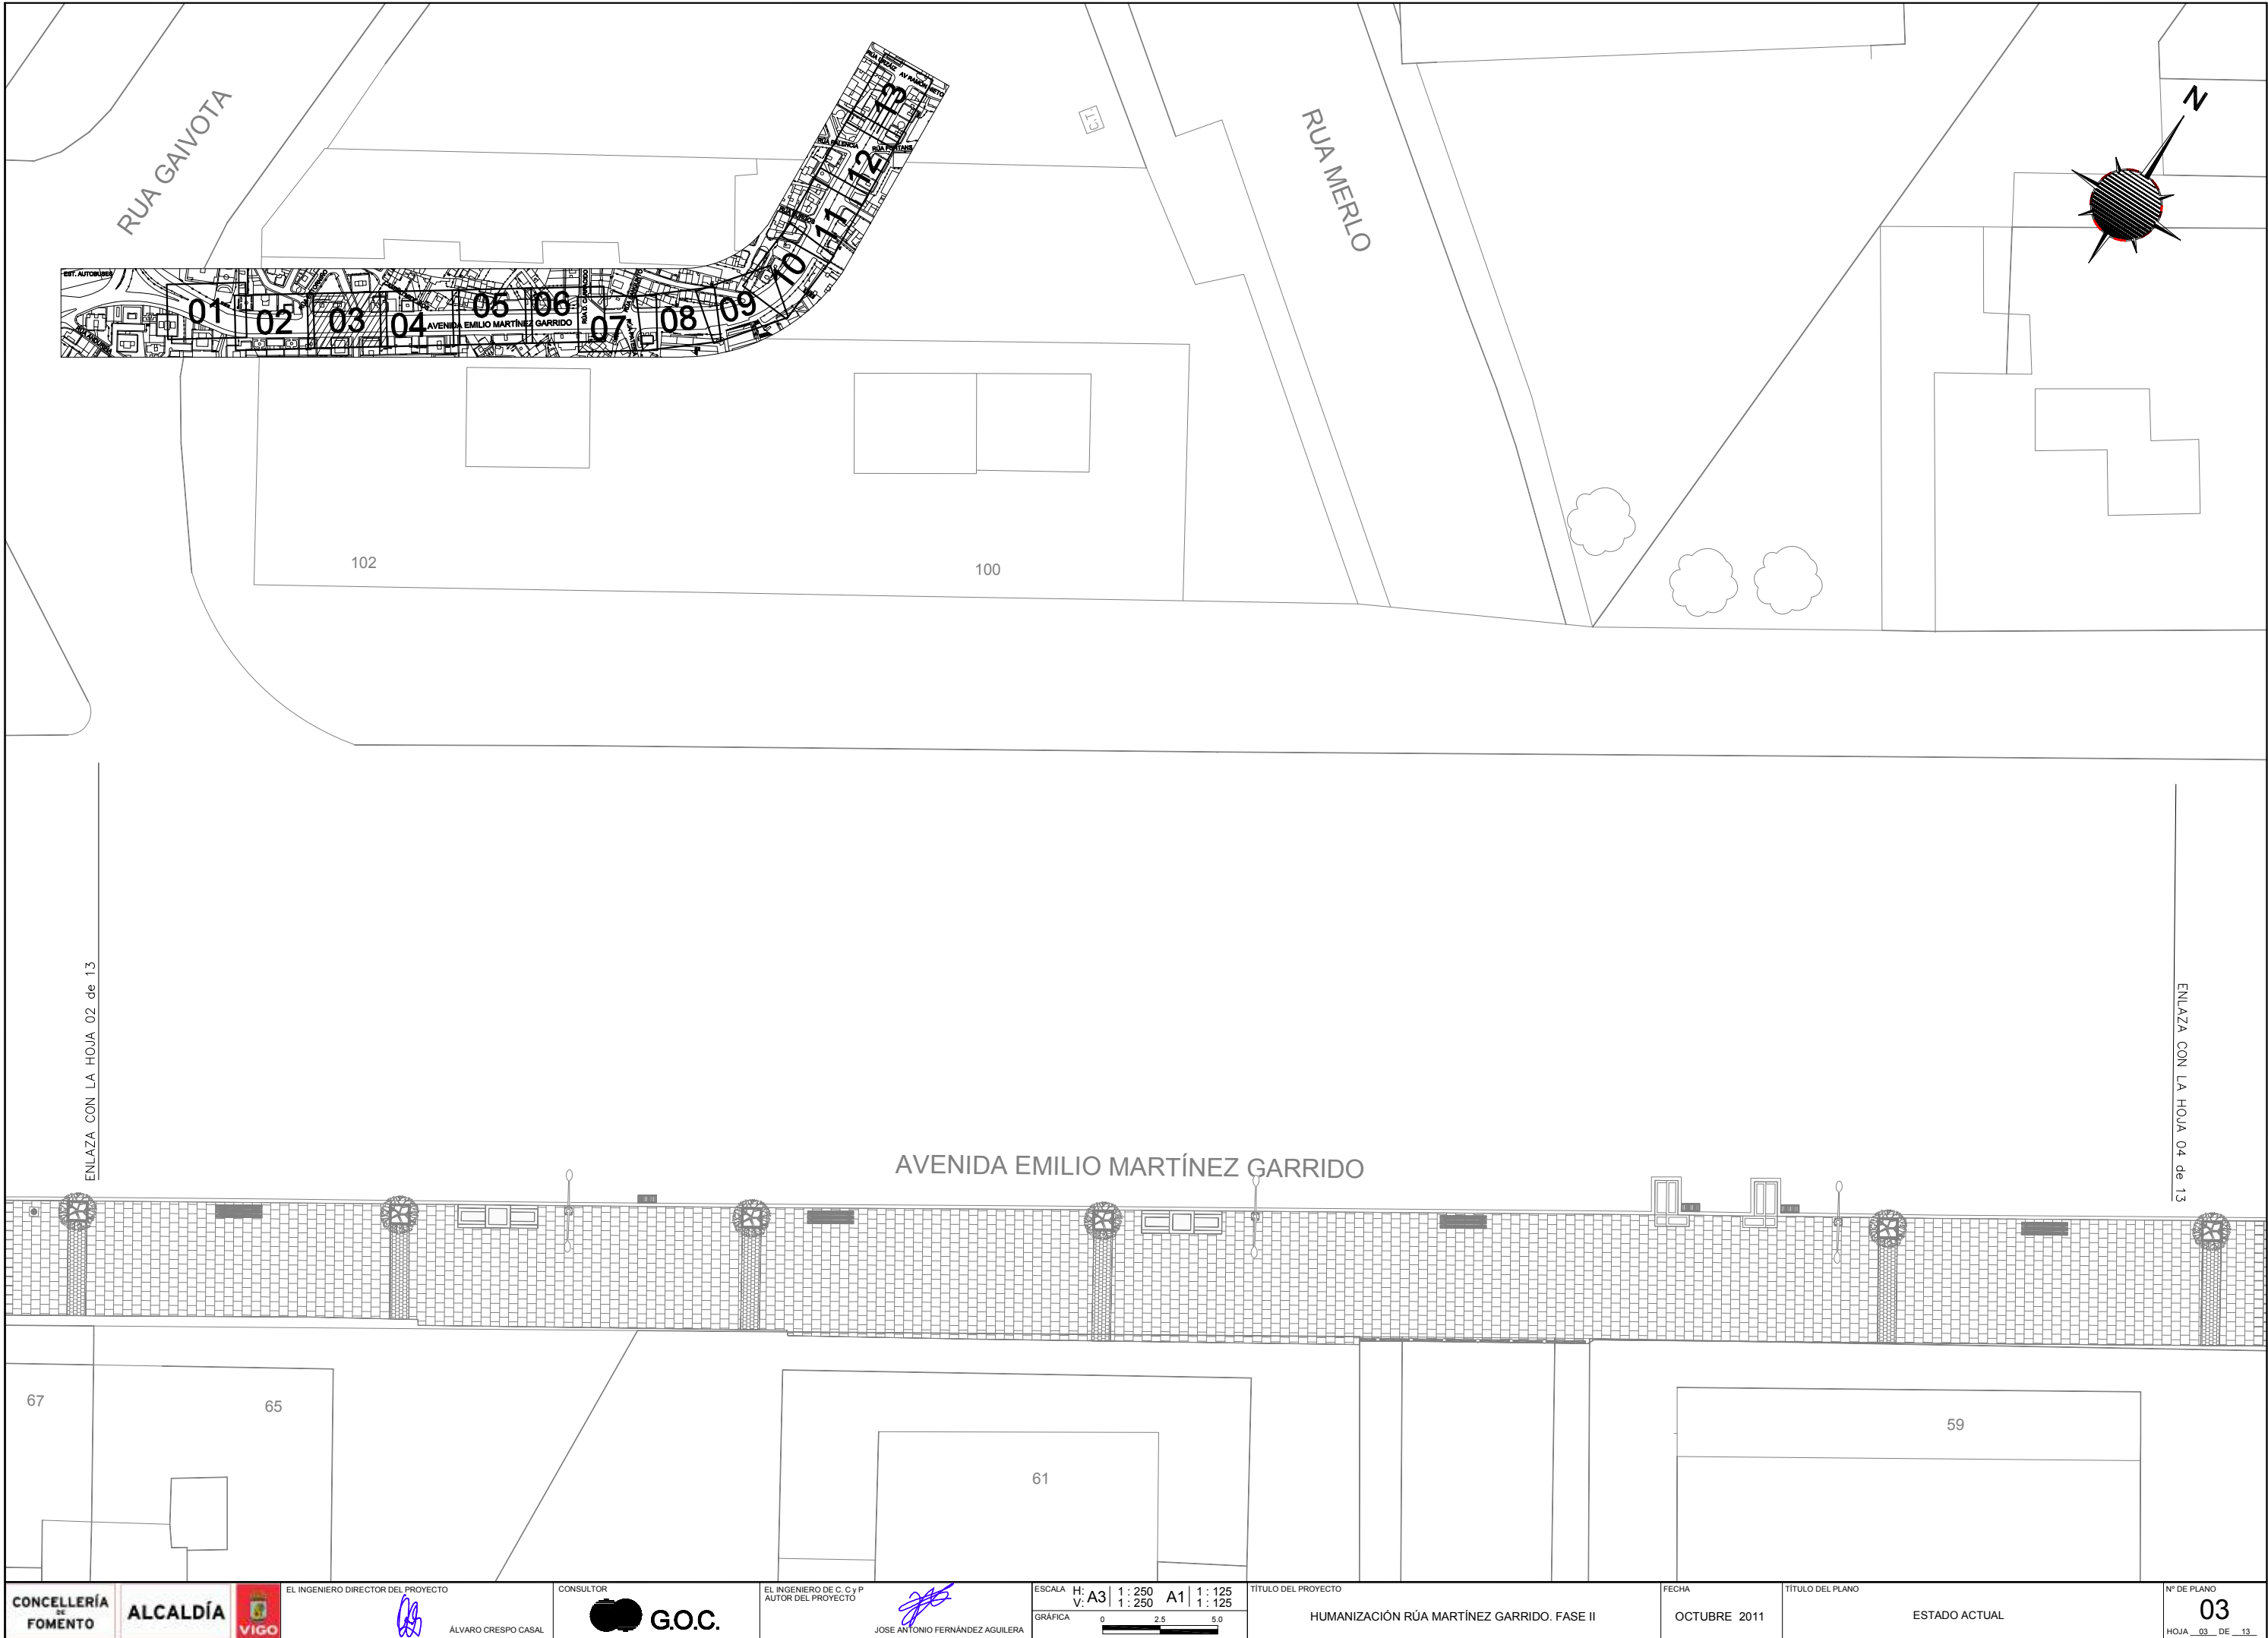 RUA GAIVOTA
RUA MERLO
C.T.
N
EST. AUTOBUSES
AV RAMÓN NIETO
RÚA PALENCIA
01
02
03
04
05
06
07
08
09
10
11
12
13
AVENIDA EMILIO MARTÍNEZ GARRIDO
102
100
ENLAZA CON LA HOJA 02 de 13
ENLAZA CON LA HOJA 04 de 13
AVENIDA EMILIO MARTÍNEZ GARRIDO
67
65
61
59
CONCELLERÍA
DE
FOMENTO
ALCALDÍA
VIGO
EL INGENIERO DIRECTOR DEL PROYECTO
ÁLVARO CRESPO CASAL
CONSULTOR
G.O.C.
EL INGENIERO DE C. C y P
AUTOR DEL PROYECTO
JOSE ANTONIO FERNÁNDEZ AGUILERA
ESCALA H: A3 1 : 250 A1 1 : 125
V: 1 : 250 1 : 125
GRÁFICA 0 2.5 5.0
TÍTULO DEL PROYECTO
HUMANIZACIÓN RÚA MARTÍNEZ GARRIDO. FASE II
FECHA
OCTUBRE 2011
TÍTULO DEL PLANO
ESTADO ACTUAL
Nº DE PLANO
03
HOJA 03 DE 13